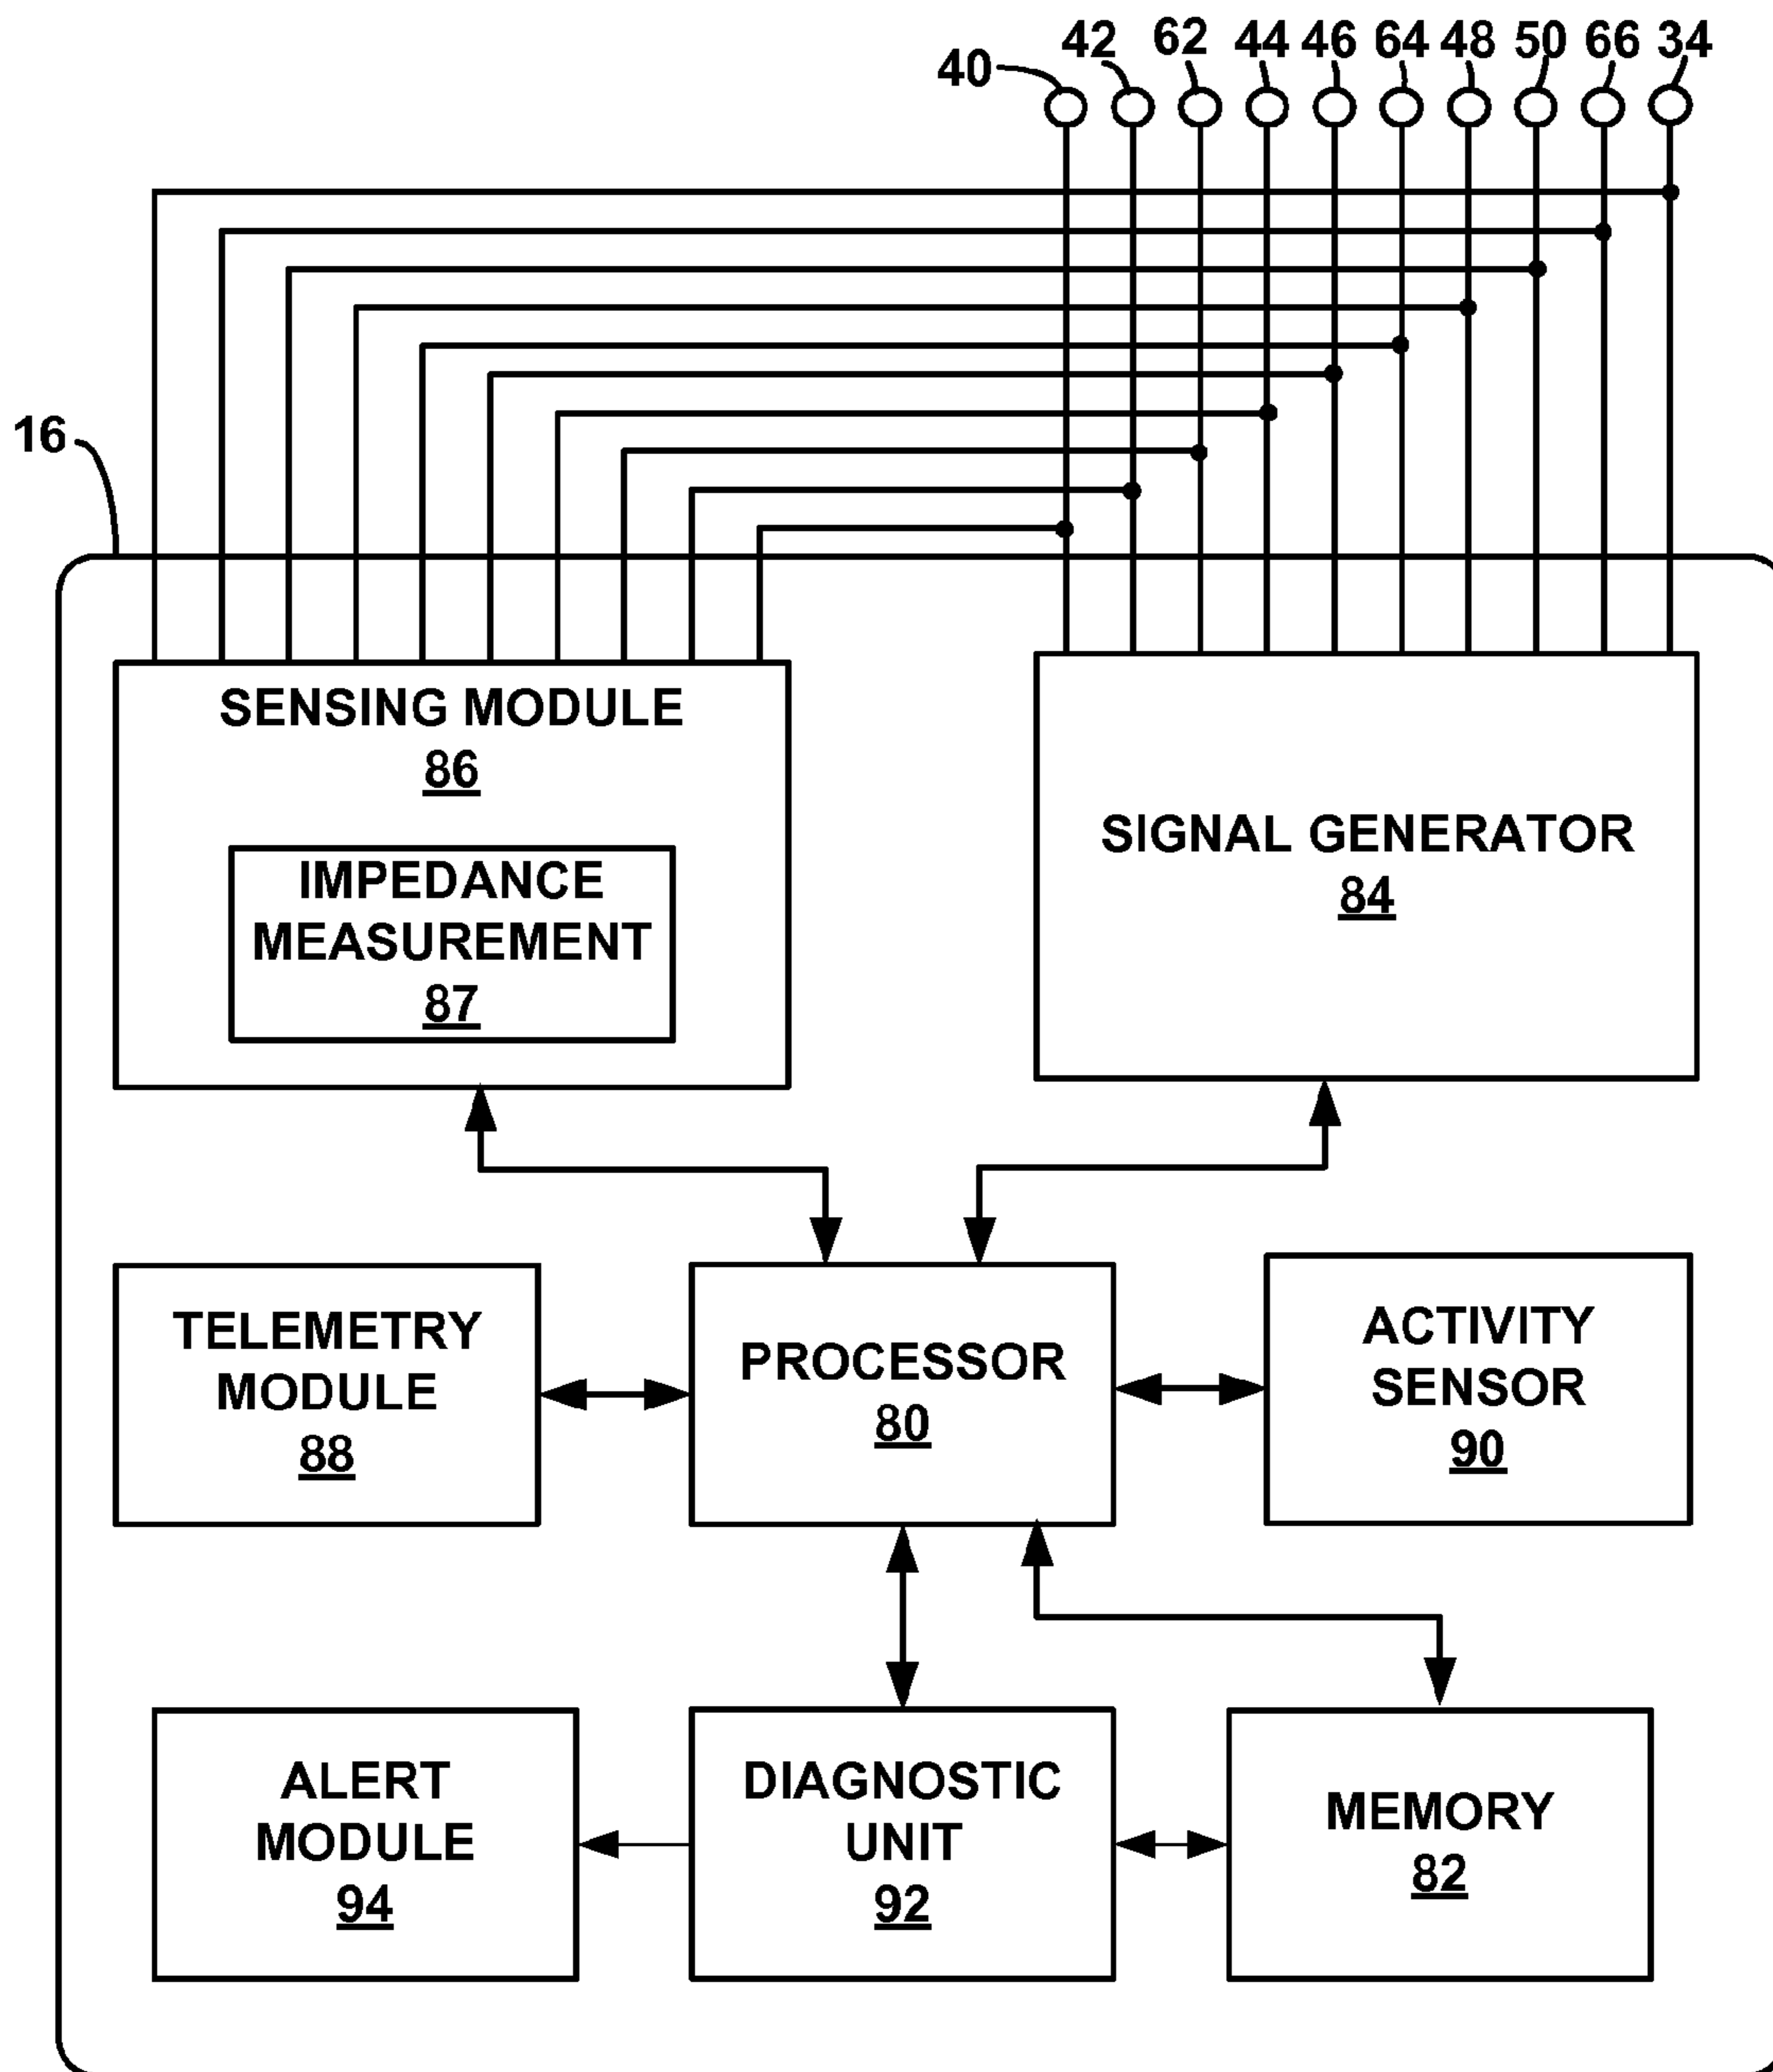 40
42
62
44
46
64
48
50
66
34
16
SENSING MODULE
86
IMPEDANCE
MEASUREMENT
87
SIGNAL GENERATOR
84
TELEMETRY
MODULE
88
PROCESSOR
80
ACTIVITY
SENSOR
90
ALERT
MODULE
94
DIAGNOSTIC
UNIT
92
MEMORY
82